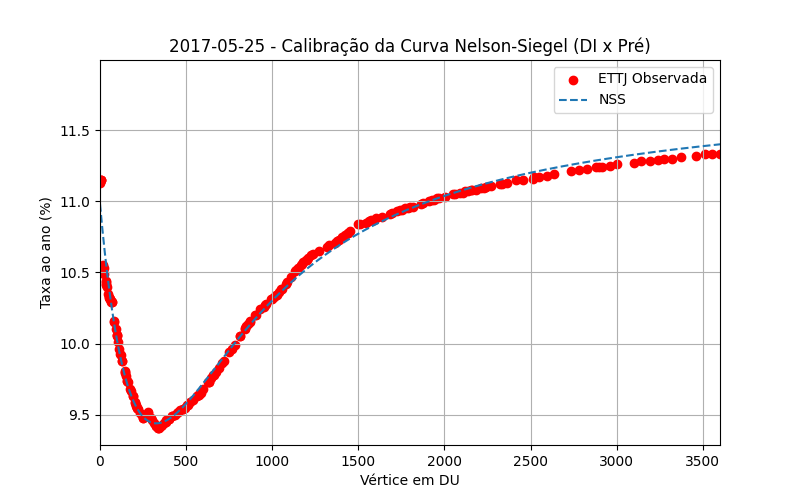 2017-05-25 - Calibração da Curva Nelson-Siegel (DI x Pré)
ETTJ Observada
NSS
Taxa ao ano (%)
11.5
11.0
10.5
10.0
9.5
0 500 1000 1500 2000 2500 3000 3500
Vértice em DU